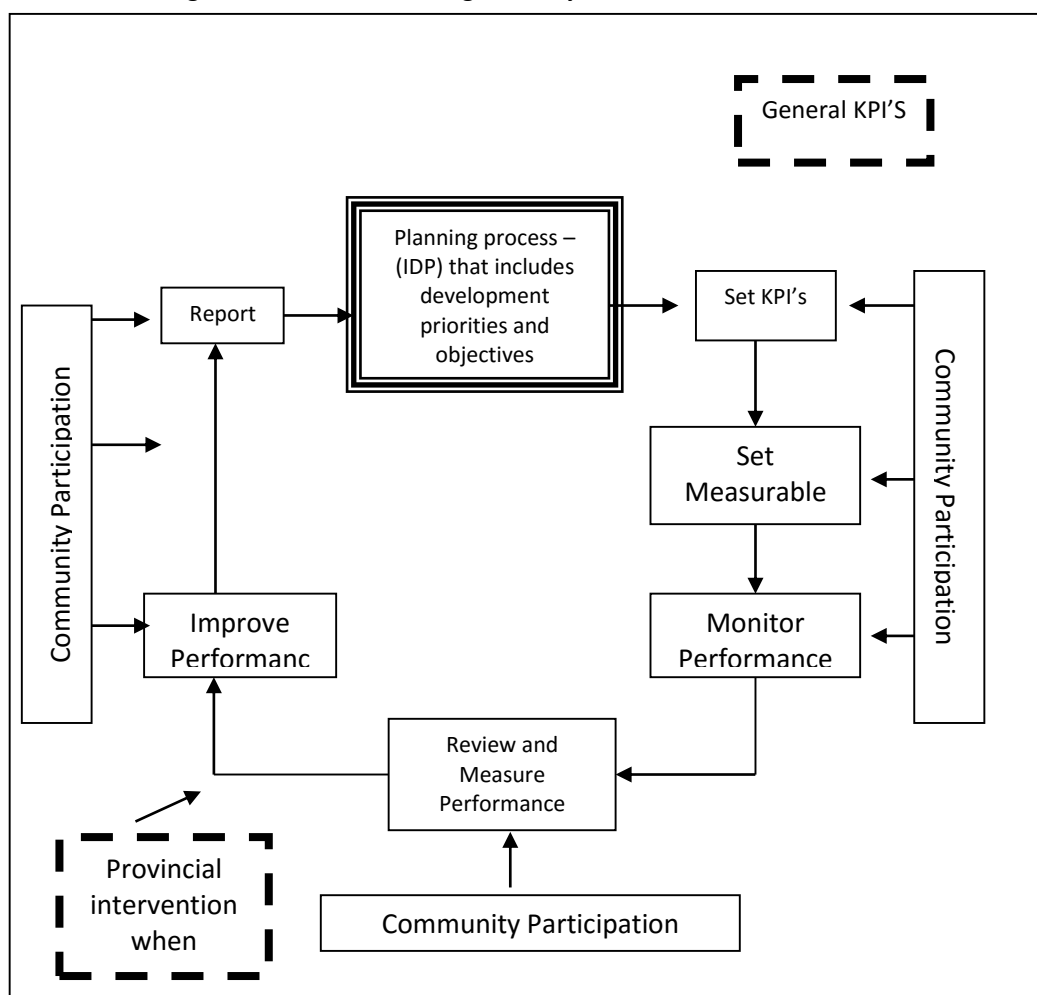 General KPI'S
Planning process –
(IDP) that includes
development
priorities and
objectives
Report
Set KPI's
Community Participation
Community Participation
Set
Measurable
Improve
Performanc
Monitor
Performance
Review and
Measure
Performance
Provincial
intervention
when
Community Participation